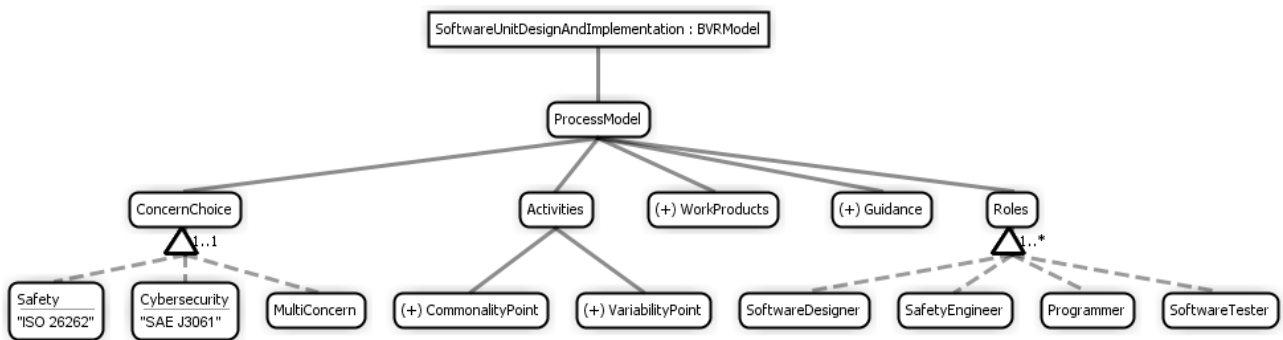 SoftwareUnitDesignAndImplementation : BVRModel
ProcessModel
ConcernChoice
Activities
(+) WorkProducts
(+) Guidance
Roles
1..1
1..*
Safety
"ISO 26262"
Cybersecurity
"SAE J3061"
MultiConcern
(+) CommonalityPoint
(+) VariabilityPoint
SoftwareDesigner
SafetyEngineer
Programmer
SoftwareTester